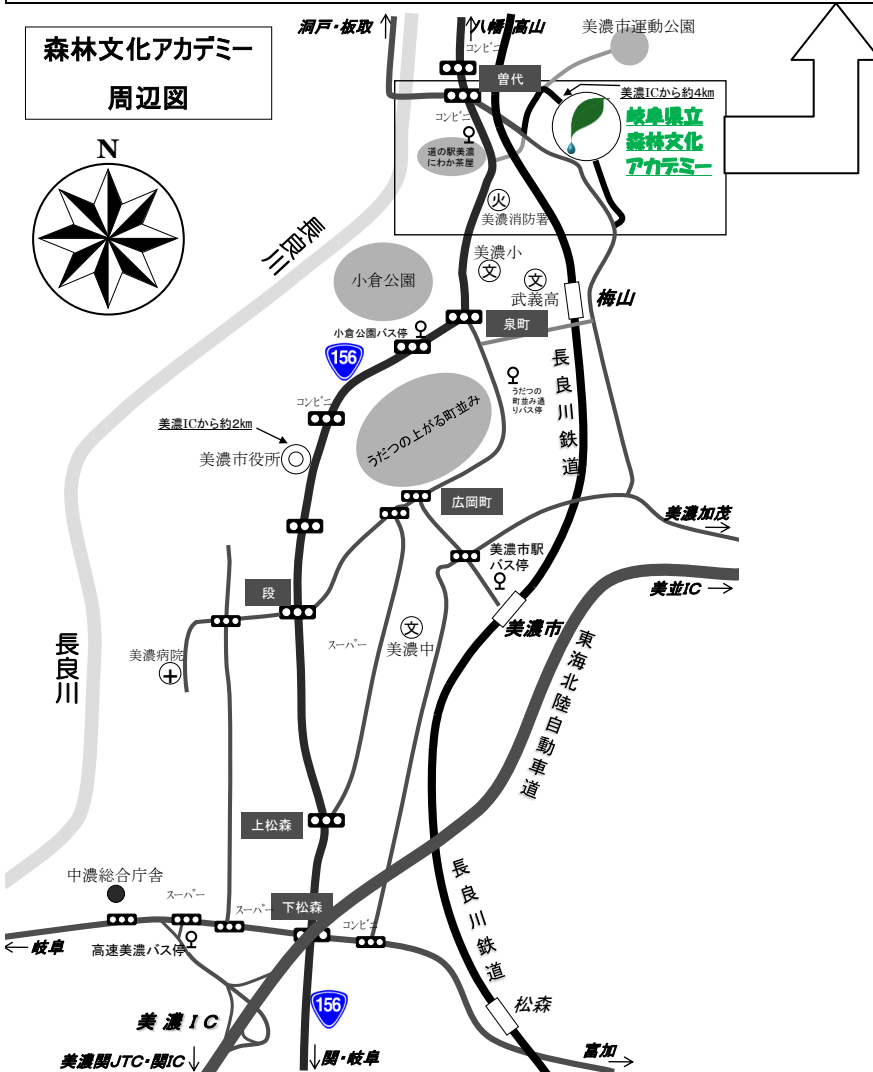 森林文化アカデミー
周辺図
N
洞戸・板取
八幡・高山
美濃市運動公園
コンビニ
曽代
美濃ICから約4km
コンビニ
岐阜県立
森林文化
アカデミー
道の駅美濃
にわか茶屋
火
美濃消防署
長良川
美濃小
文
小倉公園
文
武義高
梅山
泉町
小倉公園バス停
156
長良川鉄道
うだつの
町並み通
りバス停
コンビニ
うだつの上がる町並み
美濃ICから約2km
美濃市役所
広岡町
美濃加茂
美濃市駅
バス停
美並IC
段
美濃市
文
美濃中
スーパー
東海北陸自動車道
長良川
美濃病院
上松森
長良川鉄道
中濃総合庁舎
スーパー
スーパー
下松森
コンビニ
岐阜
高速美濃バス停
156
松森
美濃IC
美濃関JTC・関IC
関・岐阜
富加